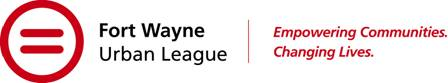 Fort Wayne
Urban League
Empowering Communities.
Changing Lives.